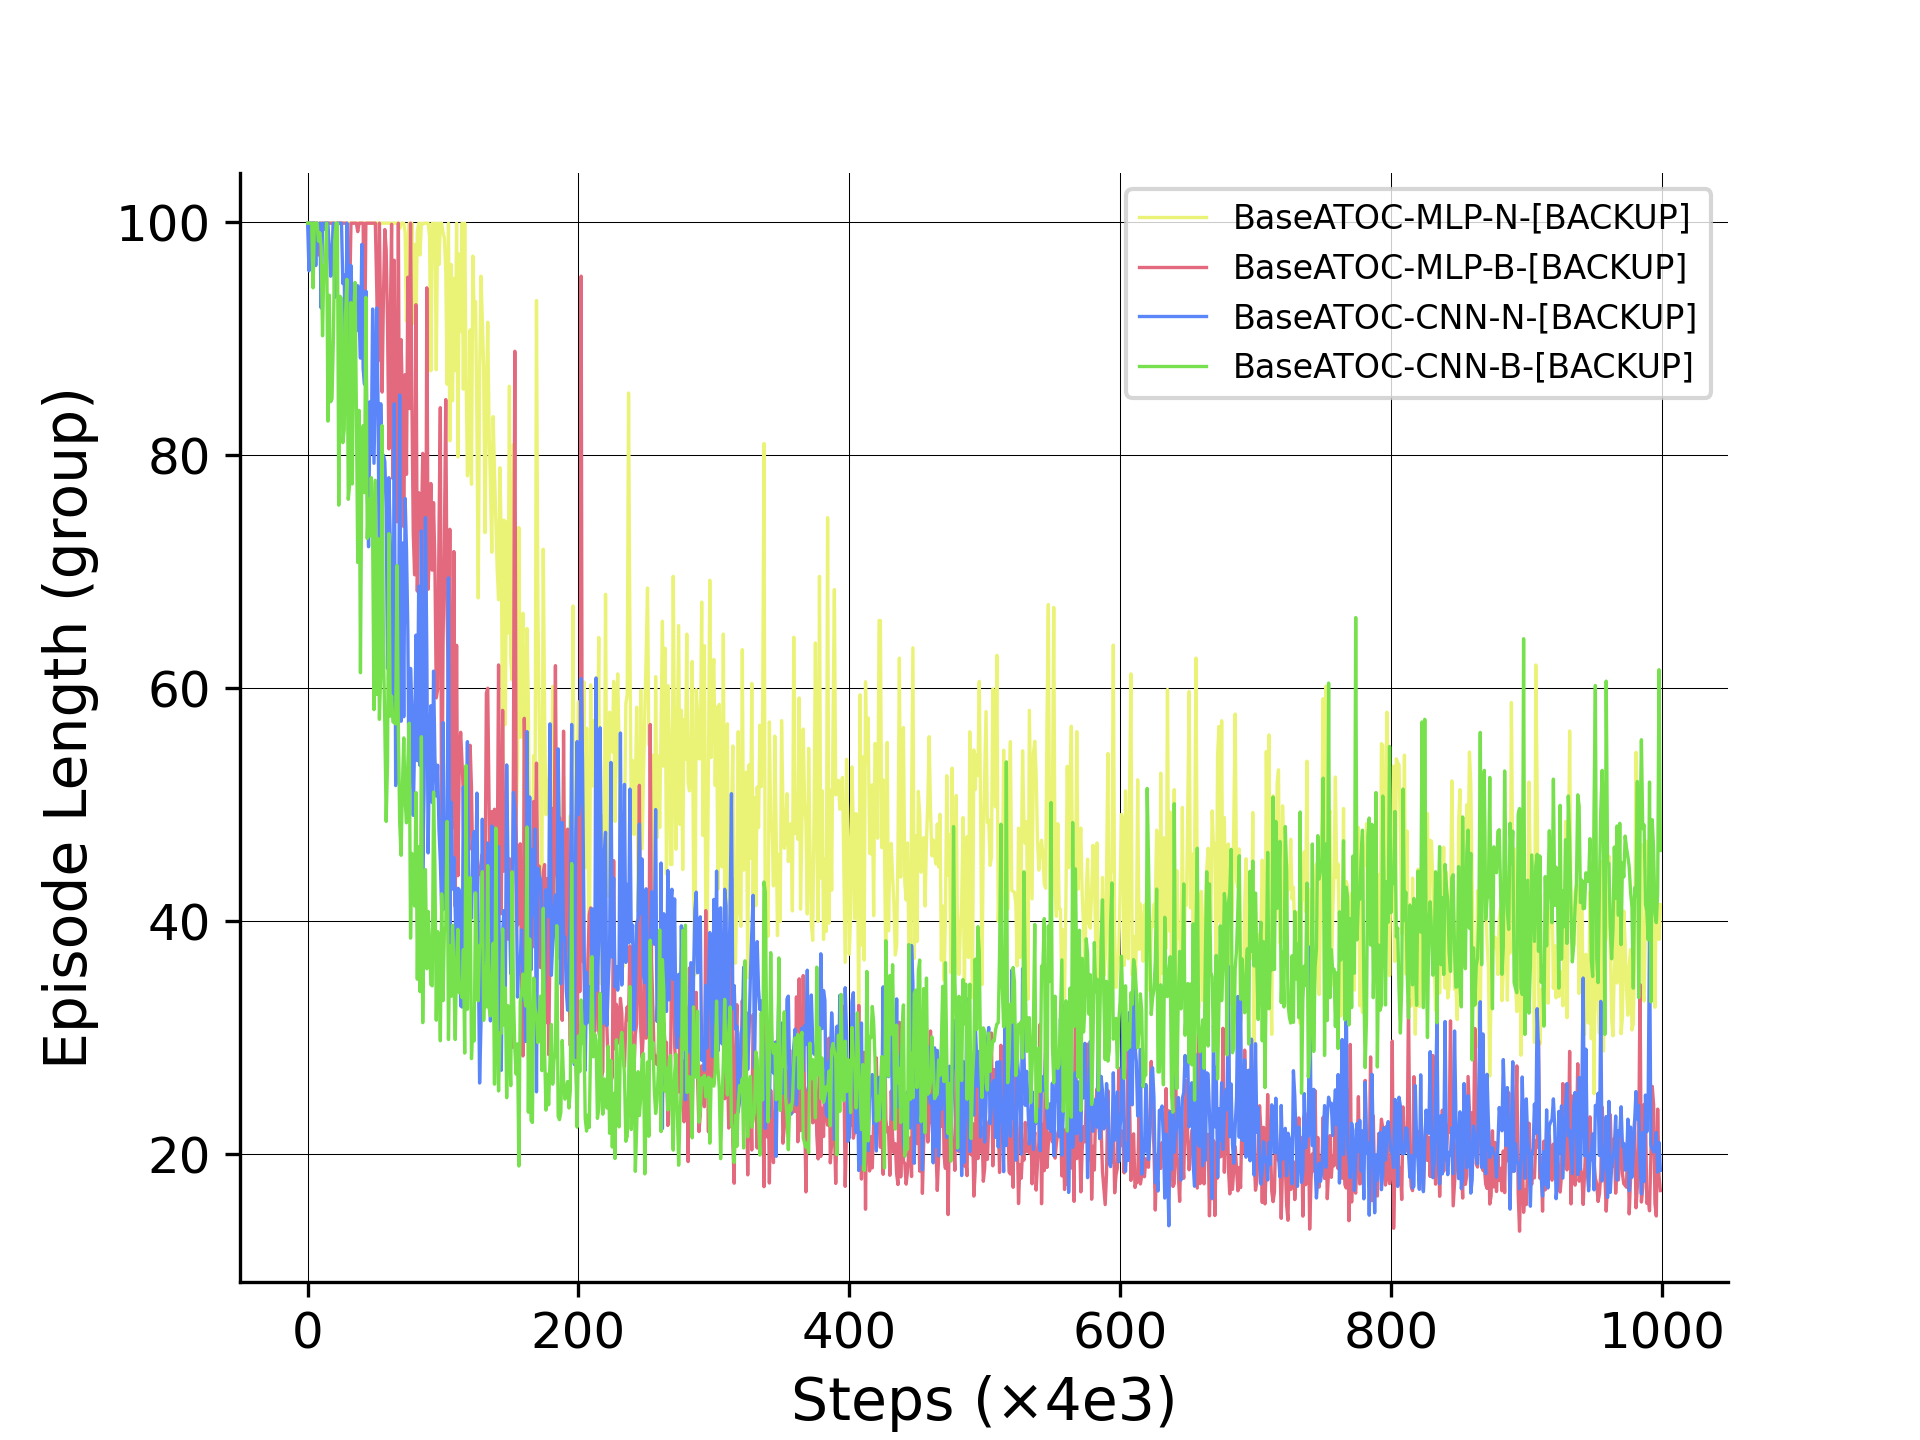 BaseATOC-MLP-N-[BACKUP]
BaseATOC-MLP-B-[BACKUP]
BaseATOC-CNN-N-[BACKUP]
BaseATOC-CNN-B-[BACKUP]
Episode Length (group)
100
80
60
40
20
0 200 400 600 800 1000
Steps (×4e3)